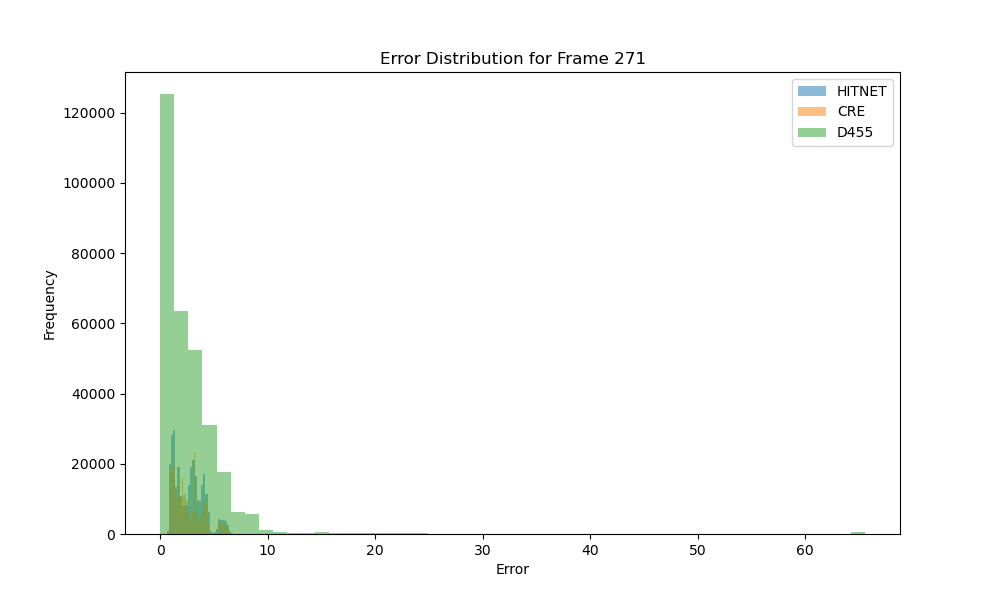 Error Distribution for Frame 271
HITNET
CRE
D455
Frequency
120000
100000
80000
60000
40000
20000
0
0 10 20 30 40 50 60
Error